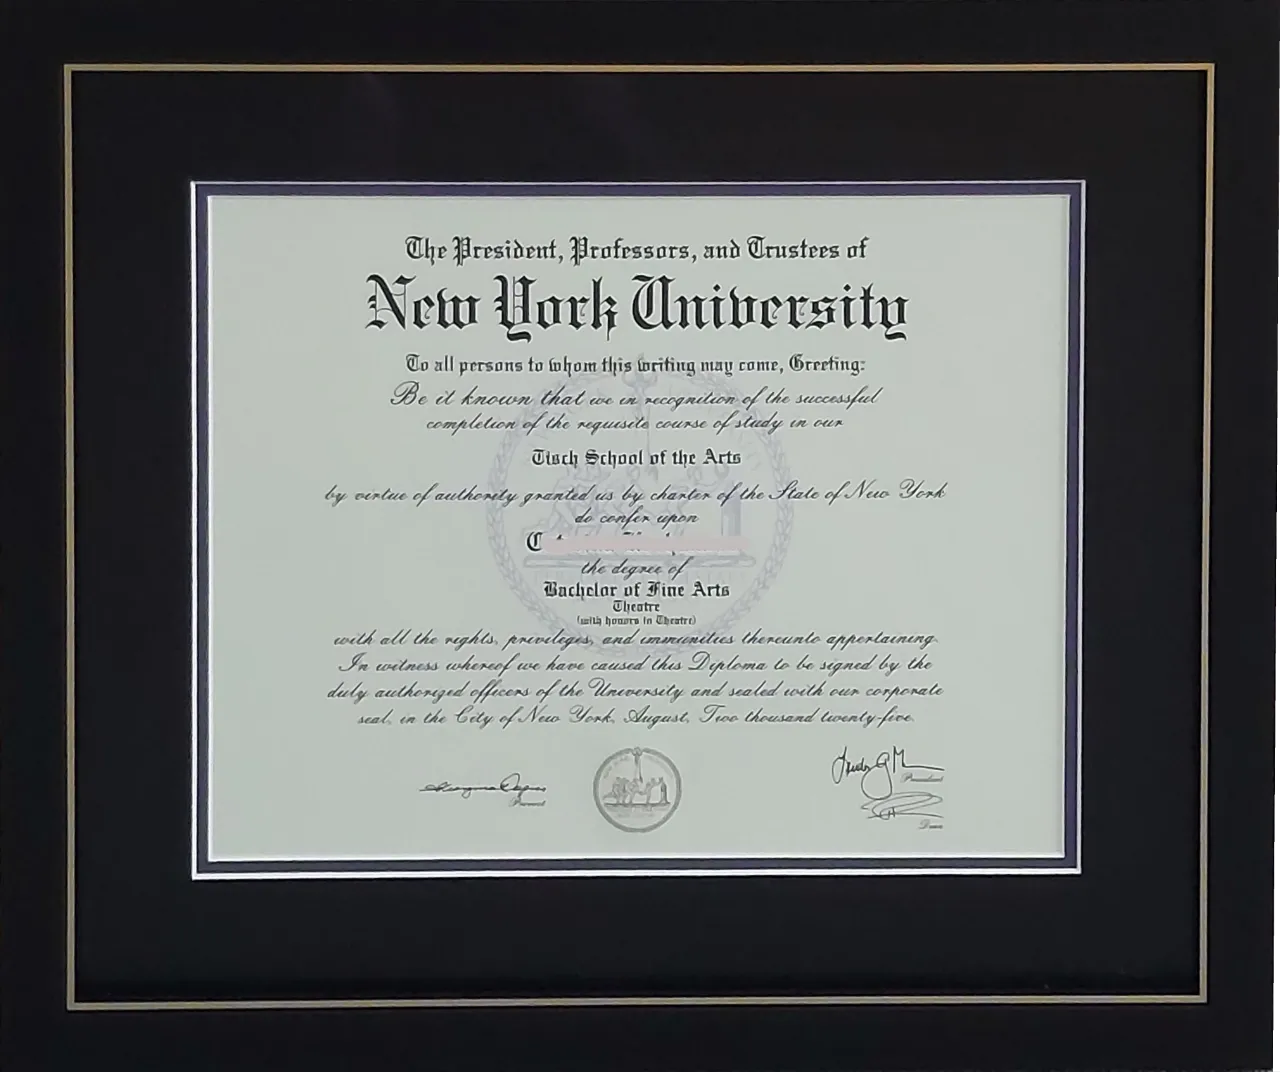 The President, Professors, and Trustees of
New York University
To all persons to whom this writing may come, Greeting:
Be it known that we in recognition of the successful
completion of the requisite course of study in our
Tisch School of the Arts
by virtue of authority granted us by charter of the State of New York
do confer upon
the degree of
Bachelor of Fine Arts
Theatre
(with honors in Theatre)
with all the rights, privileges, and immunities thereunto appertaining.
In witness whereof we have caused this Diploma to be signed by the
duly authorized officers of the University and sealed with our corporate
seal, in the City of New York, August, Two thousand twenty-five.
President
Provost
Dean